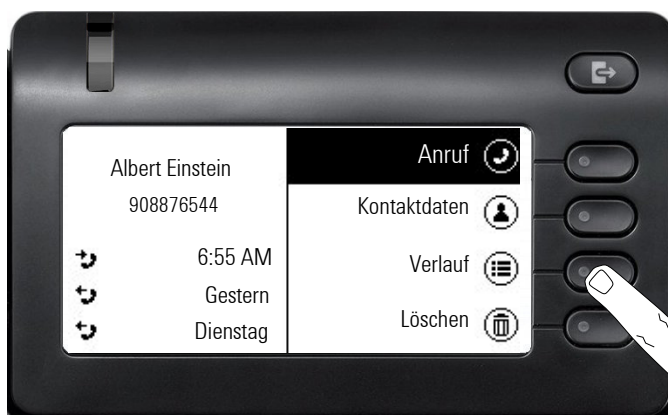 Albert Einstein
908876544
6:55 AM
Gestern
Dienstag
Anruf
Kontaktdaten
Verlauf
Löschen